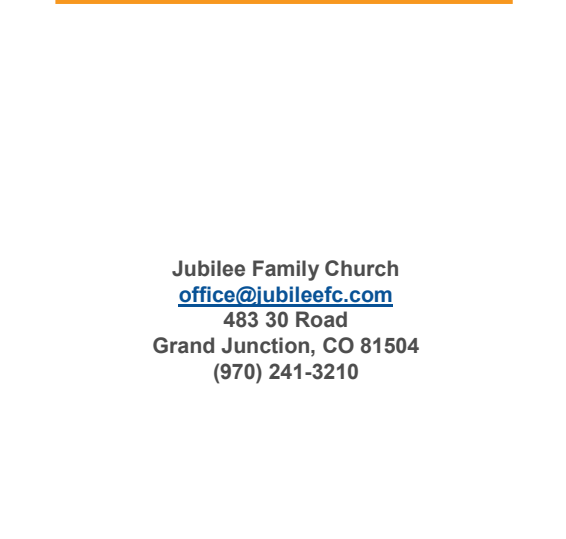 Jubilee Family Church
office@jubileefc.com
483 30 Road
Grand Junction, CO 81504
(970) 241-3210